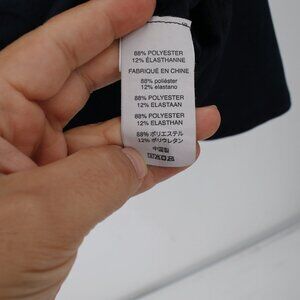 88% POLYESTER
12% ÉLASTHANNE
FABRIQUÉ EN CHINE
88% poliéster
12% elastano
88% POLYESTER
12% ELASTAAN
88% POLYESTER
12% ELASTHAN
88% ポリエステル
12% ポリウレタン
中国製